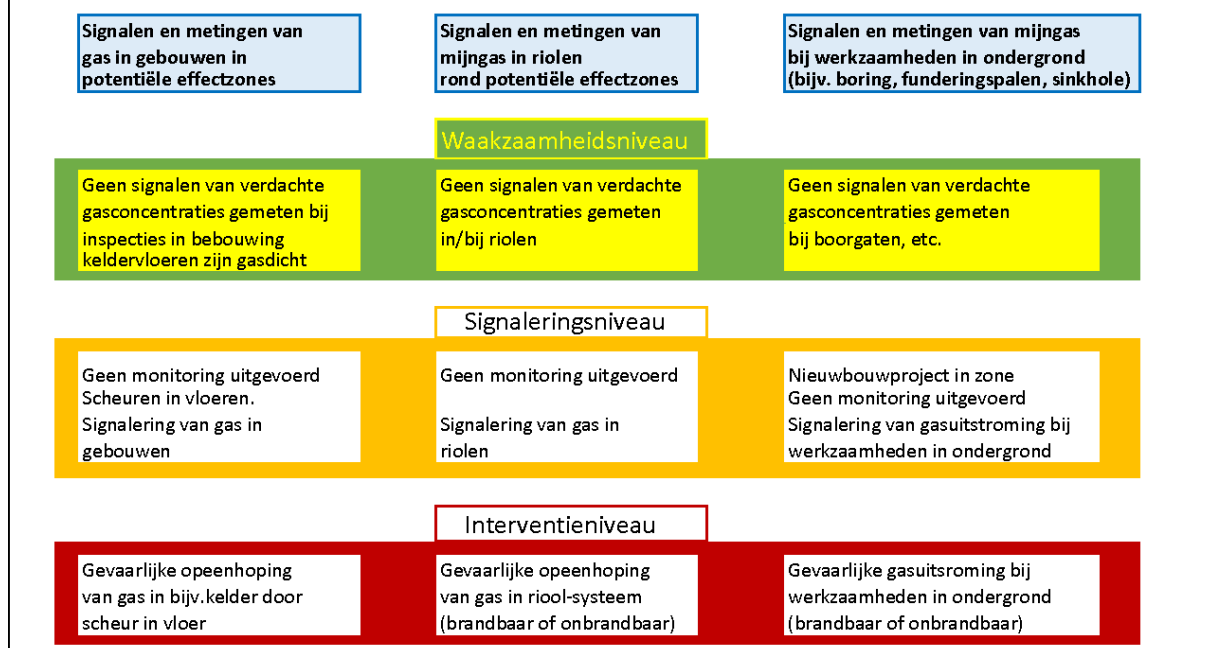 Signalen en metingen van
gas in gebouwen in
potentiële effectzones
Signalen en metingen van
mijngas in riolen
rond potentiële effectzones
Signalen en metingen van mijngas
bij werkzaamheden in ondergrond
(bijv. boring, funderingspalen, sinkhole)
Waakzaamheidsniveau
Geen signalen van verdachte
gasconcentraties gemeten bij
inspecties in bebouwing
keldervloeren zijn gasdicht
Geen signalen van verdachte
gasconcentraties gemeten
in/bij riolen
Geen signalen van verdachte
gasconcentraties gemeten
bij boorgaten, etc.
Signaleringsniveau
Geen monitoring uitgevoerd
Scheuren in vloeren.
Signalering van gas in
gebouwen
Geen monitoring uitgevoerd
Signalering van gas in
riolen
Nieuwbouwproject in zone
Geen monitoring uitgevoerd
Signalering van gasuitstroming bij
werkzaamheden in ondergrond
Interventieniveau
Gevaarlijke opeenhoping
van gas in bijv.kelder door
scheur in vloer
Gevaarlijke opeenhoping
van gas in riool-systeem
(brandbaar of onbrandbaar)
Gevaarlijke gasuitsroming bij
werkzaamheden in ondergrond
(brandbaar of onbrandbaar)